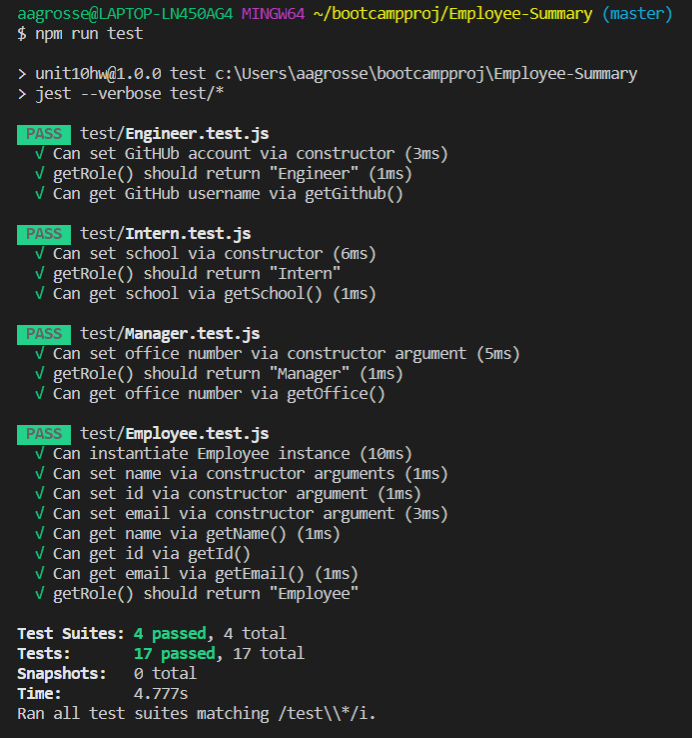 aagrosse@LAPTOP-LN450AG4 MINGW64 ~/bootcampproj/Employee-Summary (master)
$ npm run test
> unit10hw@1.0.0 test c:\Users\aagrosse\bootcampproj\Employee-Summary
> jest --verbose test/*
PASS test/Engineer.test.js
√ Can set GitHUb account via constructor (3ms)
√ getRole() should return "Engineer" (1ms)
√ Can get GitHub username via getGithub()
PASS test/Intern.test.js
√ Can set school via constructor (6ms)
√ getRole() should return "Intern"
√ Can get school via getSchool() (1ms)
PASS test/Manager.test.js
√ Can set office number via constructor argument (5ms)
√ getRole() should return "Manager" (1ms)
√ Can get office number via getOffice()
PASS test/Employee.test.js
√ Can instantiate Employee instance (10ms)
√ Can set name via constructor arguments (1ms)
√ Can set id via constructor argument (1ms)
√ Can set email via constructor argument (3ms)
√ Can get name via getName() (1ms)
√ Can get id via getId()
√ Can get email via getEmail() (1ms)
√ getRole() should return "Employee"
Test Suites: 4 passed, 4 total
Tests: 17 passed, 17 total
Snapshots: 0 total
Time: 4.777s
Ran all test suites matching /test\\*/i.